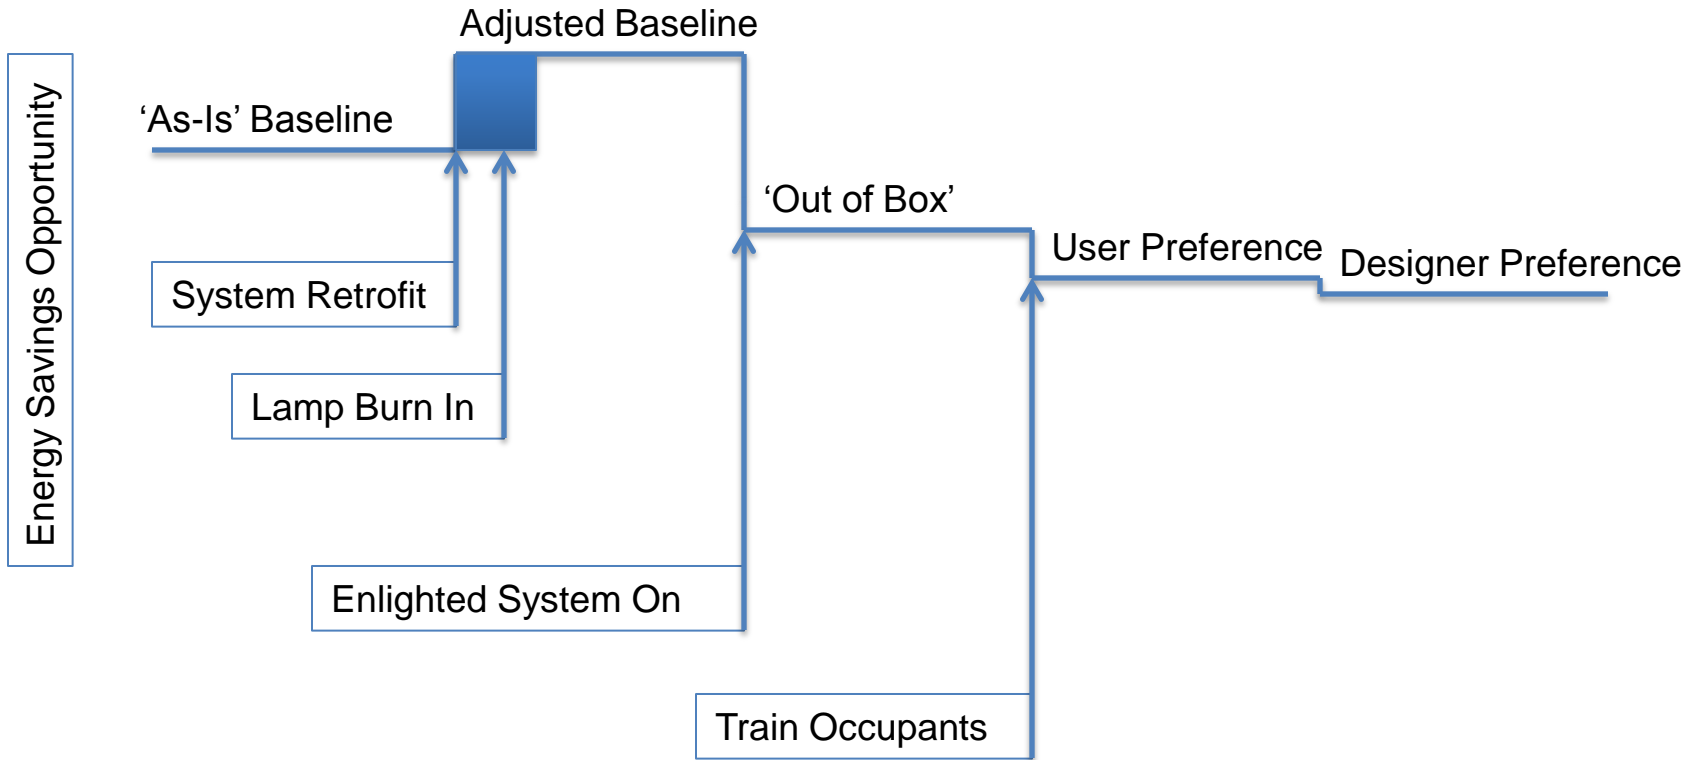 Adjusted Baseline
‘As-Is’ Baseline
Energy Savings Opportunity
‘Out of Box’
User Preference
Designer Preference
System Retrofit
Lamp Burn In
Enlighted System On
Train Occupants